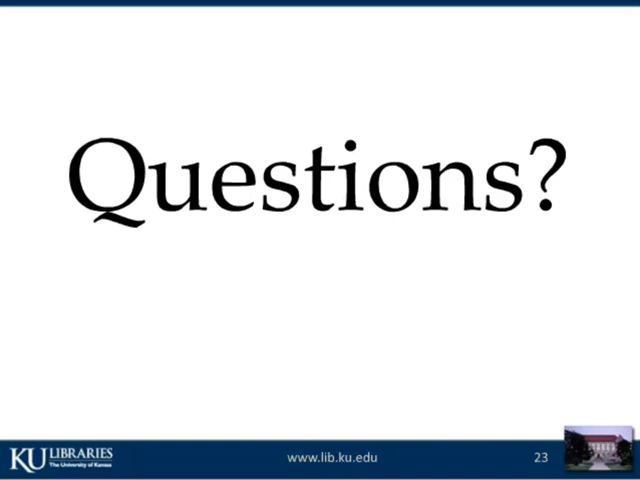 Questions?
KU LIBRARIES
The University of Kansas
www.lib.ku.edu
23